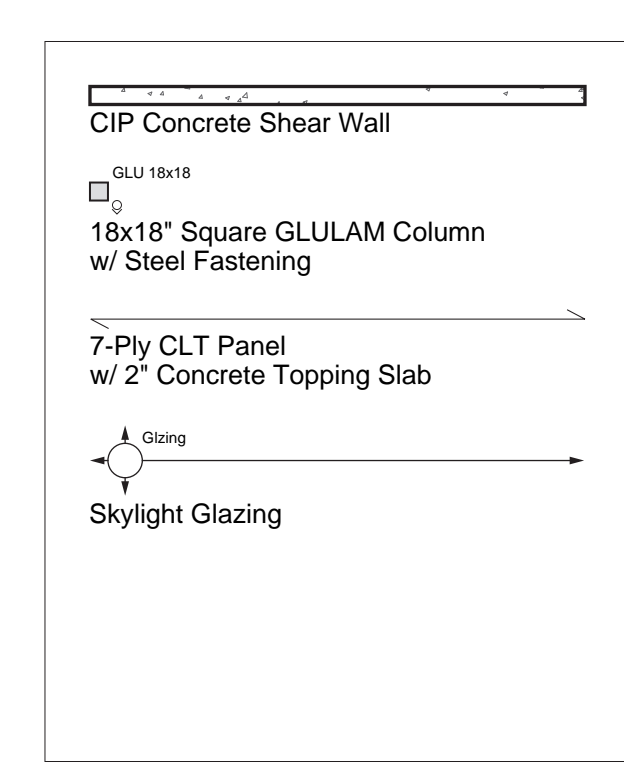 CIP Concrete Shear Wall
GLU 18x18
18x18" Square GLULAM Column
w/ Steel Fastening
7-Ply CLT Panel
w/ 2" Concrete Topping Slab
Glzing
Skylight Glazing